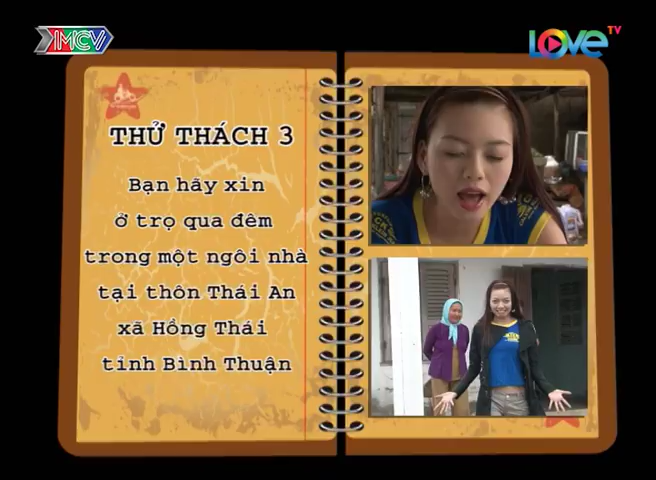 MCV
LOVE TV
THỬ THÁCH 3
Bạn hãy xin
ở trọ qua đêm
trong một ngôi nhà
tại thôn Thái An
xã Hồng Thái
tỉnh Bình Thuận